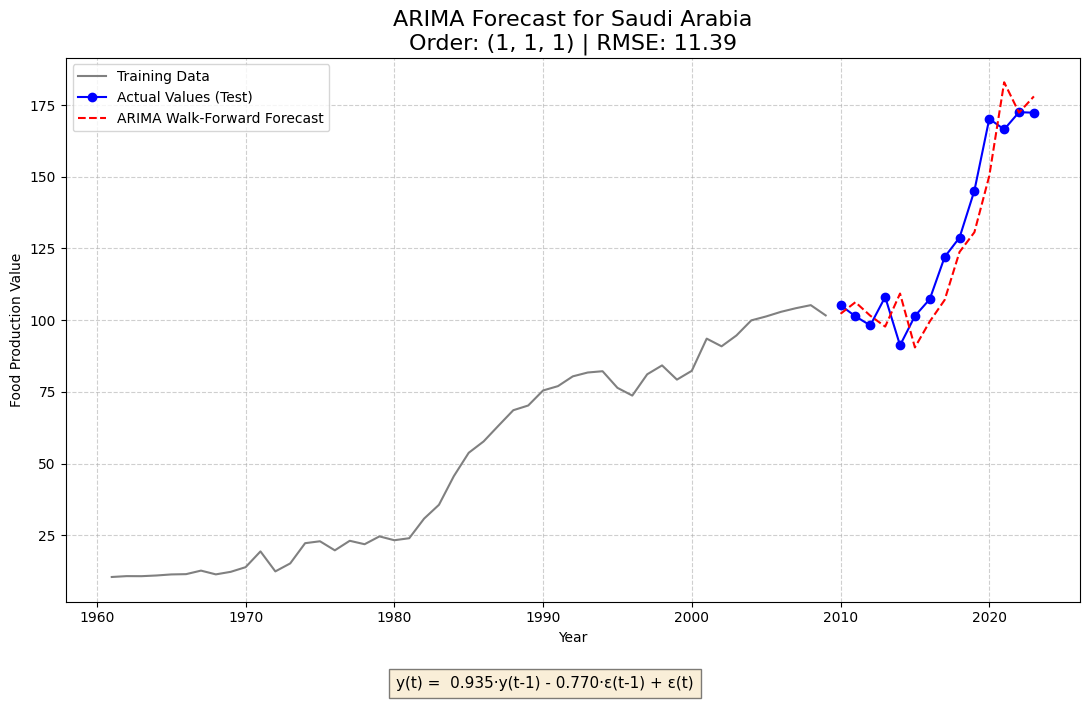 ARIMA Forecast for Saudi Arabia
Order: (1, 1, 1) | RMSE: 11.39
Training Data
Actual Values (Test)
ARIMA Walk-Forward Forecast
Food Production Value
175
150
125
100
75
50
25
1960
1970
1980
1990
2000
2010
2020
Year
y(t) =  0.935·y(t-1) - 0.770·ε(t-1) + ε(t)